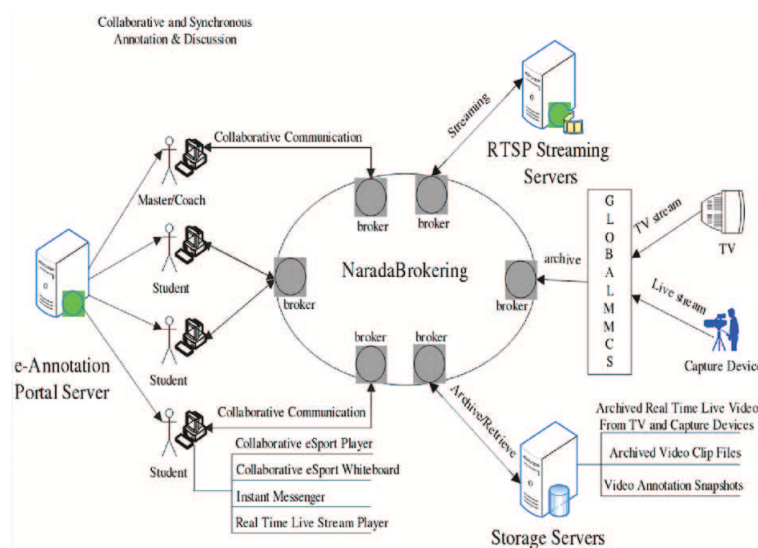 Collaborative and Synchronous
Annotation & Discussion
Collaborative Communication
Master/Coach
Student
Student
Student
e-Annotation
Portal Server
Collaborative Communication
Collaborative eSport Player
Collaborative eSport Whiteboard
Instant Messenger
Real Time Live Stream Player
broker
broker
broker
broker
broker
broker
NaradaBrokering
Streaming
RTSP Streaming
Servers
archive
GLOBALMMCS
TV stream
TV
Live stream
Capture Device
Archive/Retrieve
Storage Servers
Archived Real Time Live Video
From TV and Capture Devices
Archived Video Clip Files
Video Annotation Snapshots